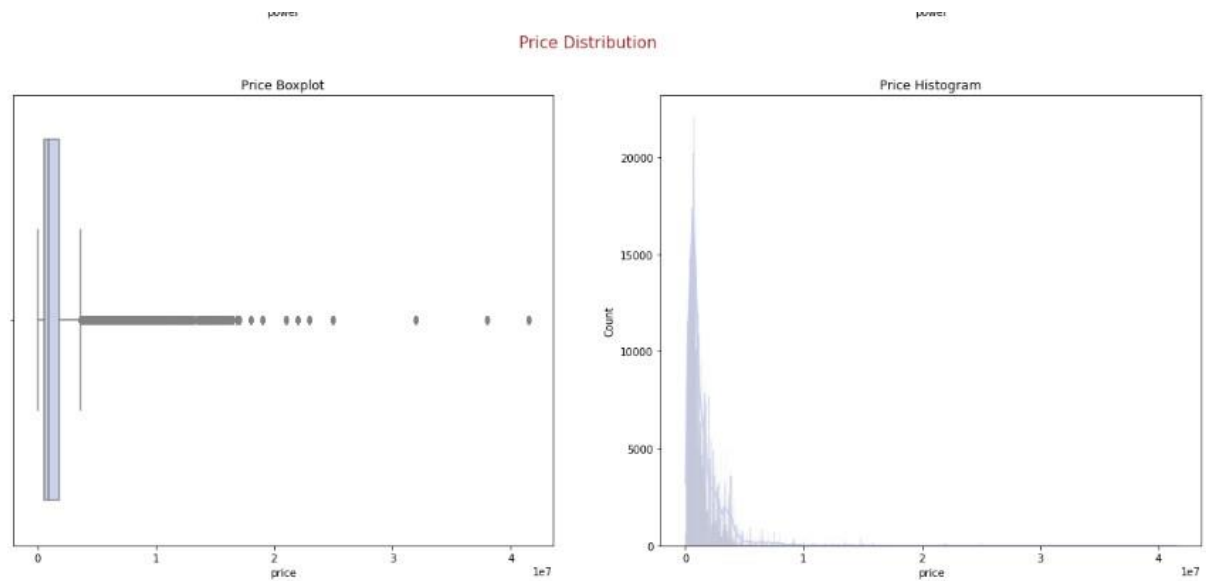 power power
Price Distribution
Price Boxplot
0 1 2 3 4
price 1e7
Price Histogram
20000
15000
Count
10000
5000
0
0 1 2 3 4
price 1e7